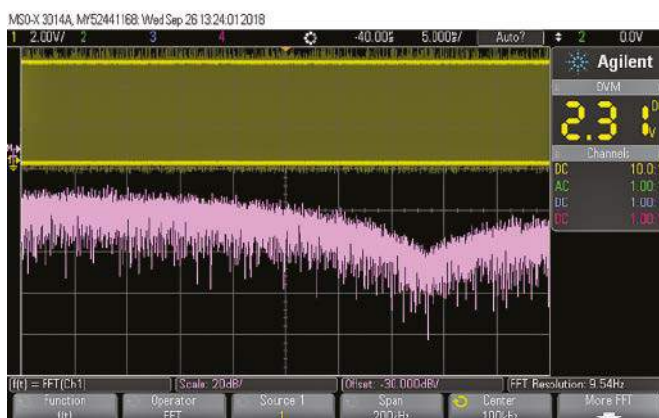 MSO-X 3014A, MY52441168: Wed Sep 26 13:24:01 2018
1 2.00V/ 2 3 4 -40.00s 5.000s/ Auto? 2 0.0V
Agilent
DVM
2.31 D V
Channels
DC 10.0:
AC 1.00:
DC 1.00:
DC 1.00:
f(t) = FFT(Ch1) Scale: 20dB/ Offset: -30.000dBV FFT Resolution: 9.54Hz
Function Operator Source 1 Span Center More FFT
f(t) FFT 1 200kHz 100kHz